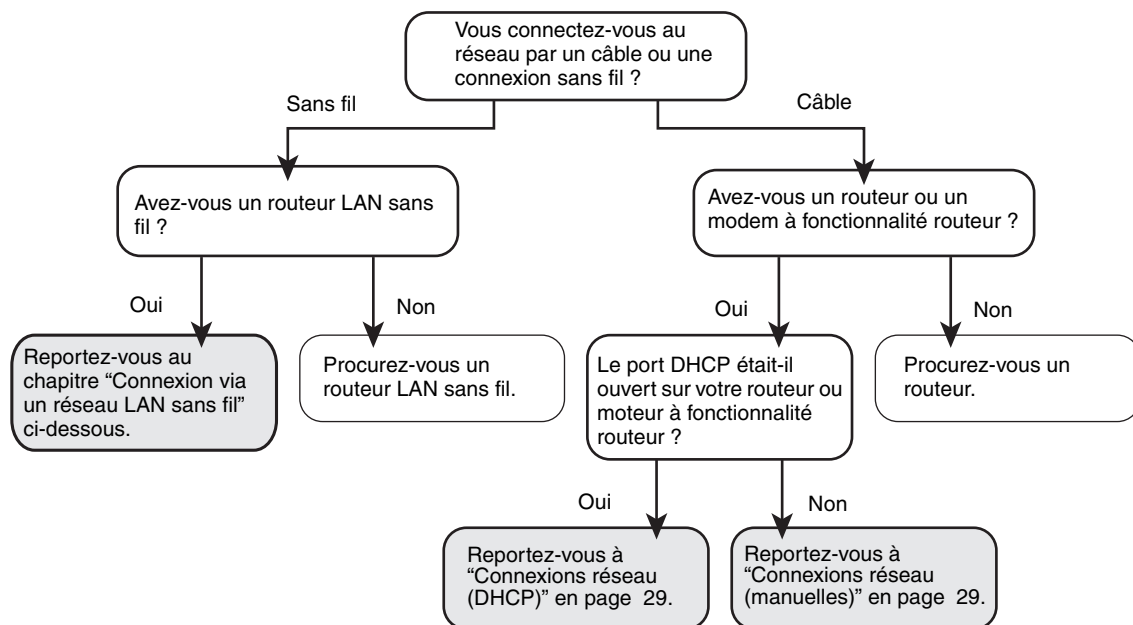 Vous connectez-vous au
réseau par un câble ou une
connexion sans fil ?
Sans fil
Câble
Avez-vous un routeur LAN sans
fil ?
Avez-vous un routeur ou un
modem à fonctionnalité routeur ?
Oui
Non
Oui
Non
Reportez-vous au
chapitre “Connexion via
un réseau LAN sans fil”
ci-dessous.
Procurez-vous un
routeur LAN sans fil.
Le port DHCP était-il
ouvert sur votre routeur ou
moteur à fonctionnalité
routeur ?
Procurez-vous un
routeur.
Oui
Non
Reportez-vous à
“Connexions réseau
(DHCP)” en page 29.
Reportez-vous à
“Connexions réseau
(manuelles)” en page 29.